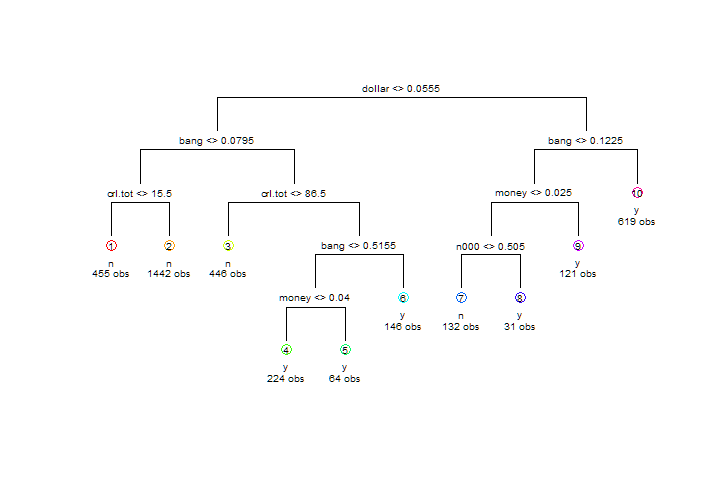 dollar <> 0.0555
bang <> 0.0795
bang <> 0.1225
crl.tot <> 15.5
crl.tot <> 86.5
money <> 0.025
10
y
619 obs
1
n
455 obs
2
n
1442 obs
3
n
446 obs
bang <> 0.5155
n000 <> 0.505
9
y
121 obs
money <> 0.04
6
y
146 obs
7
n
132 obs
8
y
31 obs
4
y
224 obs
5
y
64 obs